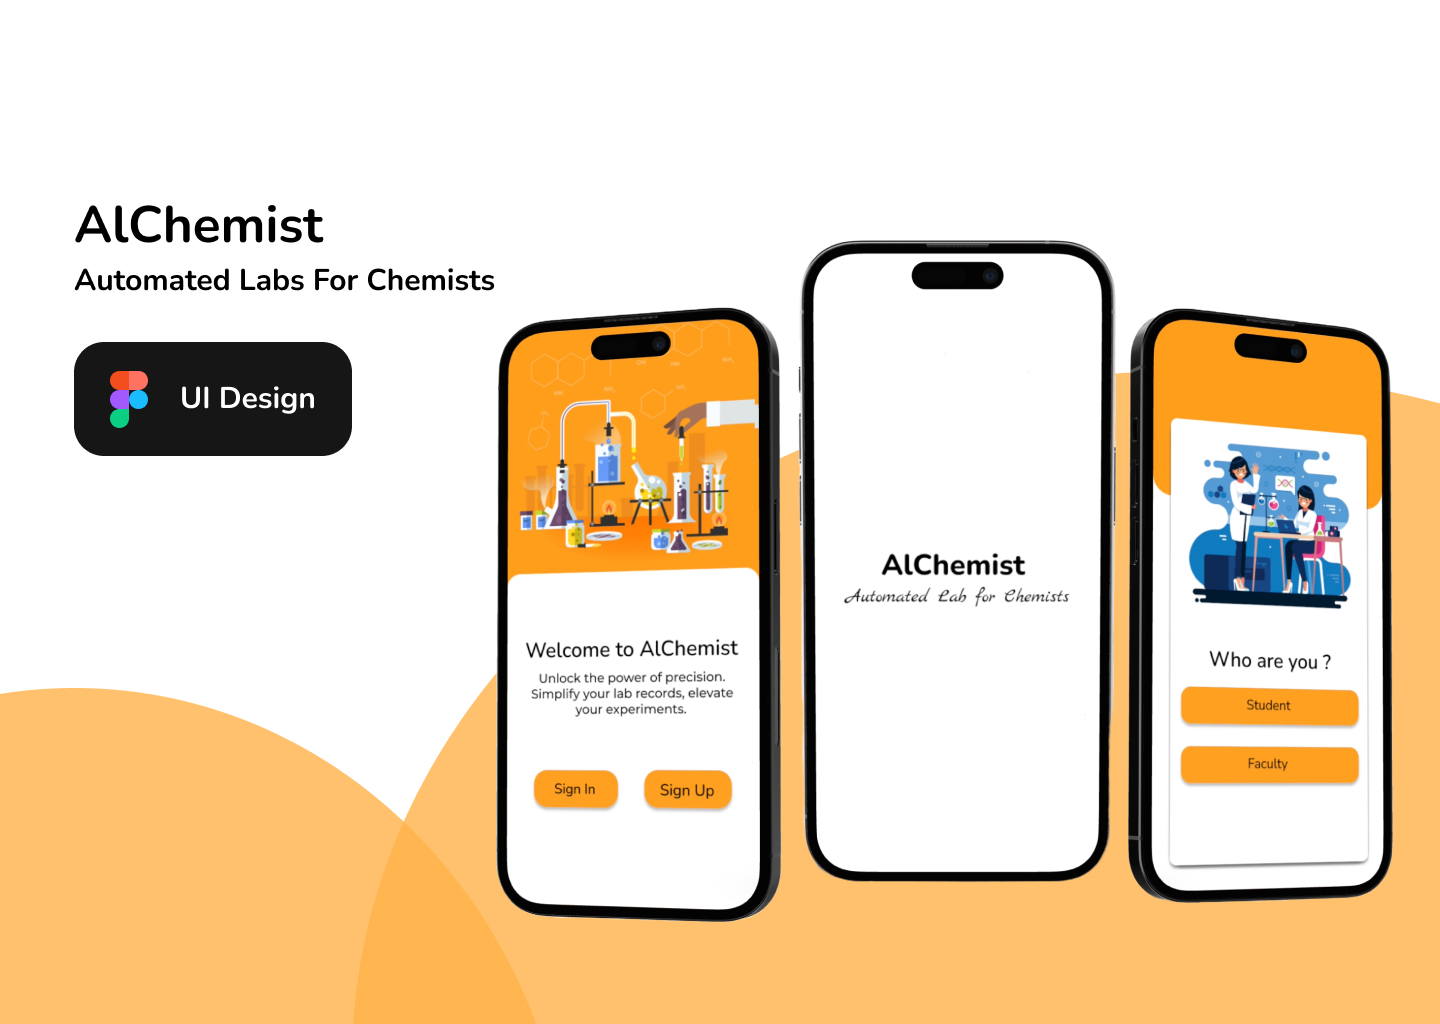 AlChemist
Automated Labs For Chemists
UI Design
Welcome to AlChemist
Unlock the power of precision.
Simplify your lab records, elevate
your experiments.
Sign In
Sign Up
AlChemist
Automated Lab for Chemists
Who are you ?
Student
Faculty